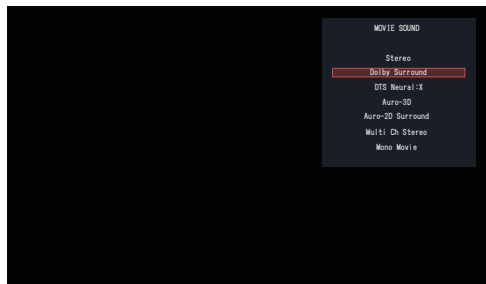 MOVIE SOUND
Stereo
Dolby Surround
DTS Neural:X
Auro-3D
Auro-2D Surround
Multi Ch Stereo
Mono Movie